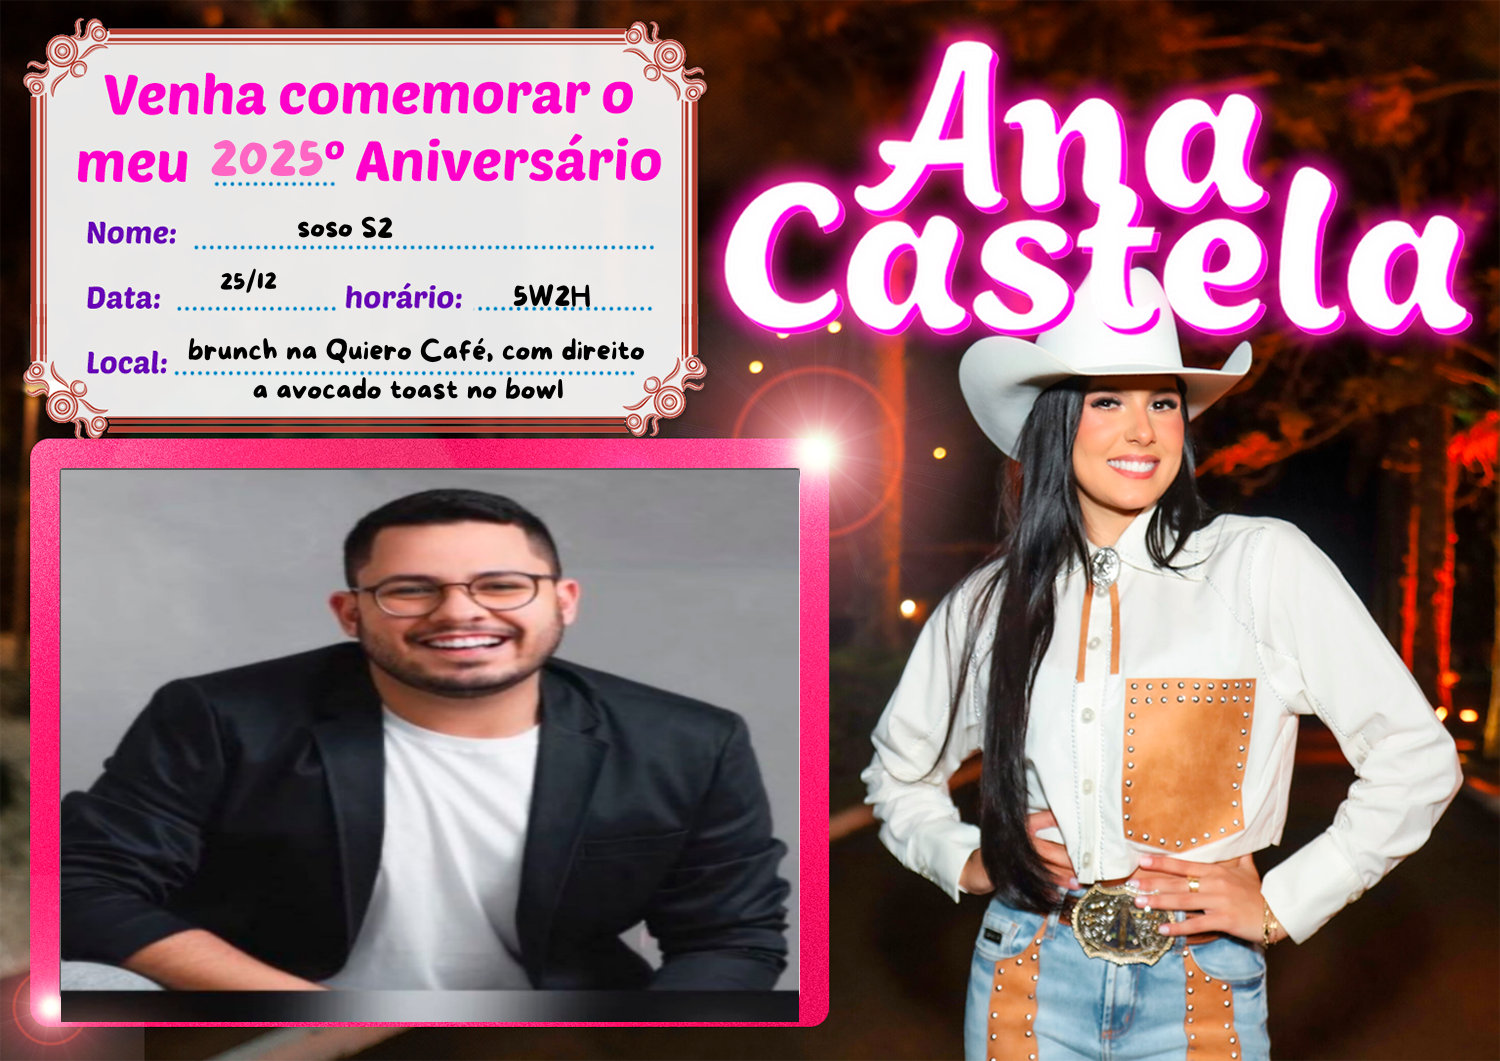 Venha comemorar o
meu 2025º Aniversário
Nome: soso S2
Data: 25/12 horário: 5W2H
Local: brunch na Quiero Café, com direito
a avocado toast no bowl
Ana
Castela